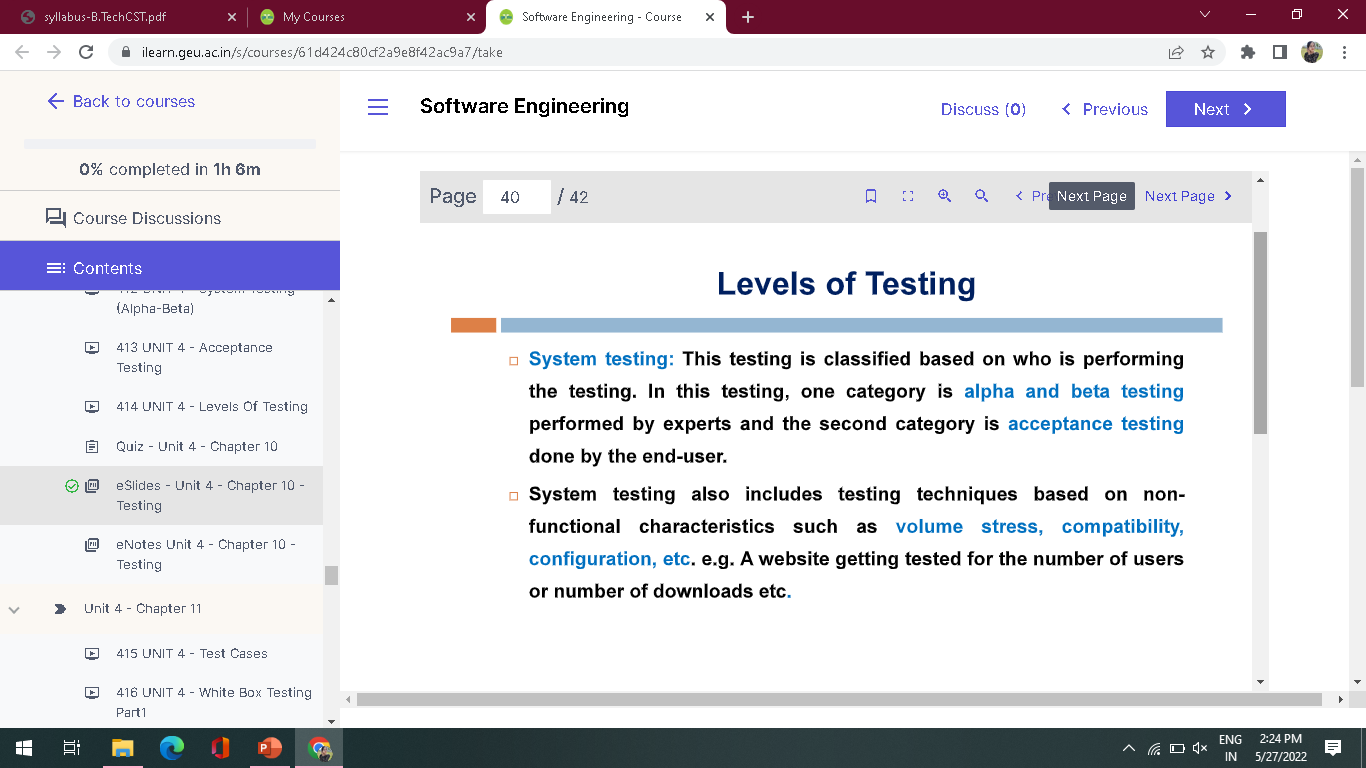 syllabus-B.TechCST.pdf
My Courses
Software Engineering - Course
ilearn.geu.ac.in/s/courses/61d424c80cf2a9e8f42ac9a7/take
Back to courses
0% completed in 1h 6m
Course Discussions
Contents
(Alpha-Beta)
413 UNIT 4 - Acceptance
Testing
414 UNIT 4 - Levels Of Testing
Quiz - Unit 4 - Chapter 10
eSlides - Unit 4 - Chapter 10 -
Testing
eNotes Unit 4 - Chapter 10 -
Testing
Unit 4 - Chapter 11
415 UNIT 4 - Test Cases
416 UNIT 4 - White Box Testing
Part1
Software Engineering
Discuss (0)
Previous
Next
Page 40 / 42
Next Page
Next Page
Levels of Testing
System testing: This testing is classified based on who is performing
the testing. In this testing, one category is alpha and beta testing
performed by experts and the second category is acceptance testing
done by the end-user.
System testing also includes testing techniques based on non-
functional characteristics such as volume stress, compatibility,
configuration, etc. e.g. A website getting tested for the number of users
or number of downloads etc.
ENG
IN
2:24 PM
5/27/2022